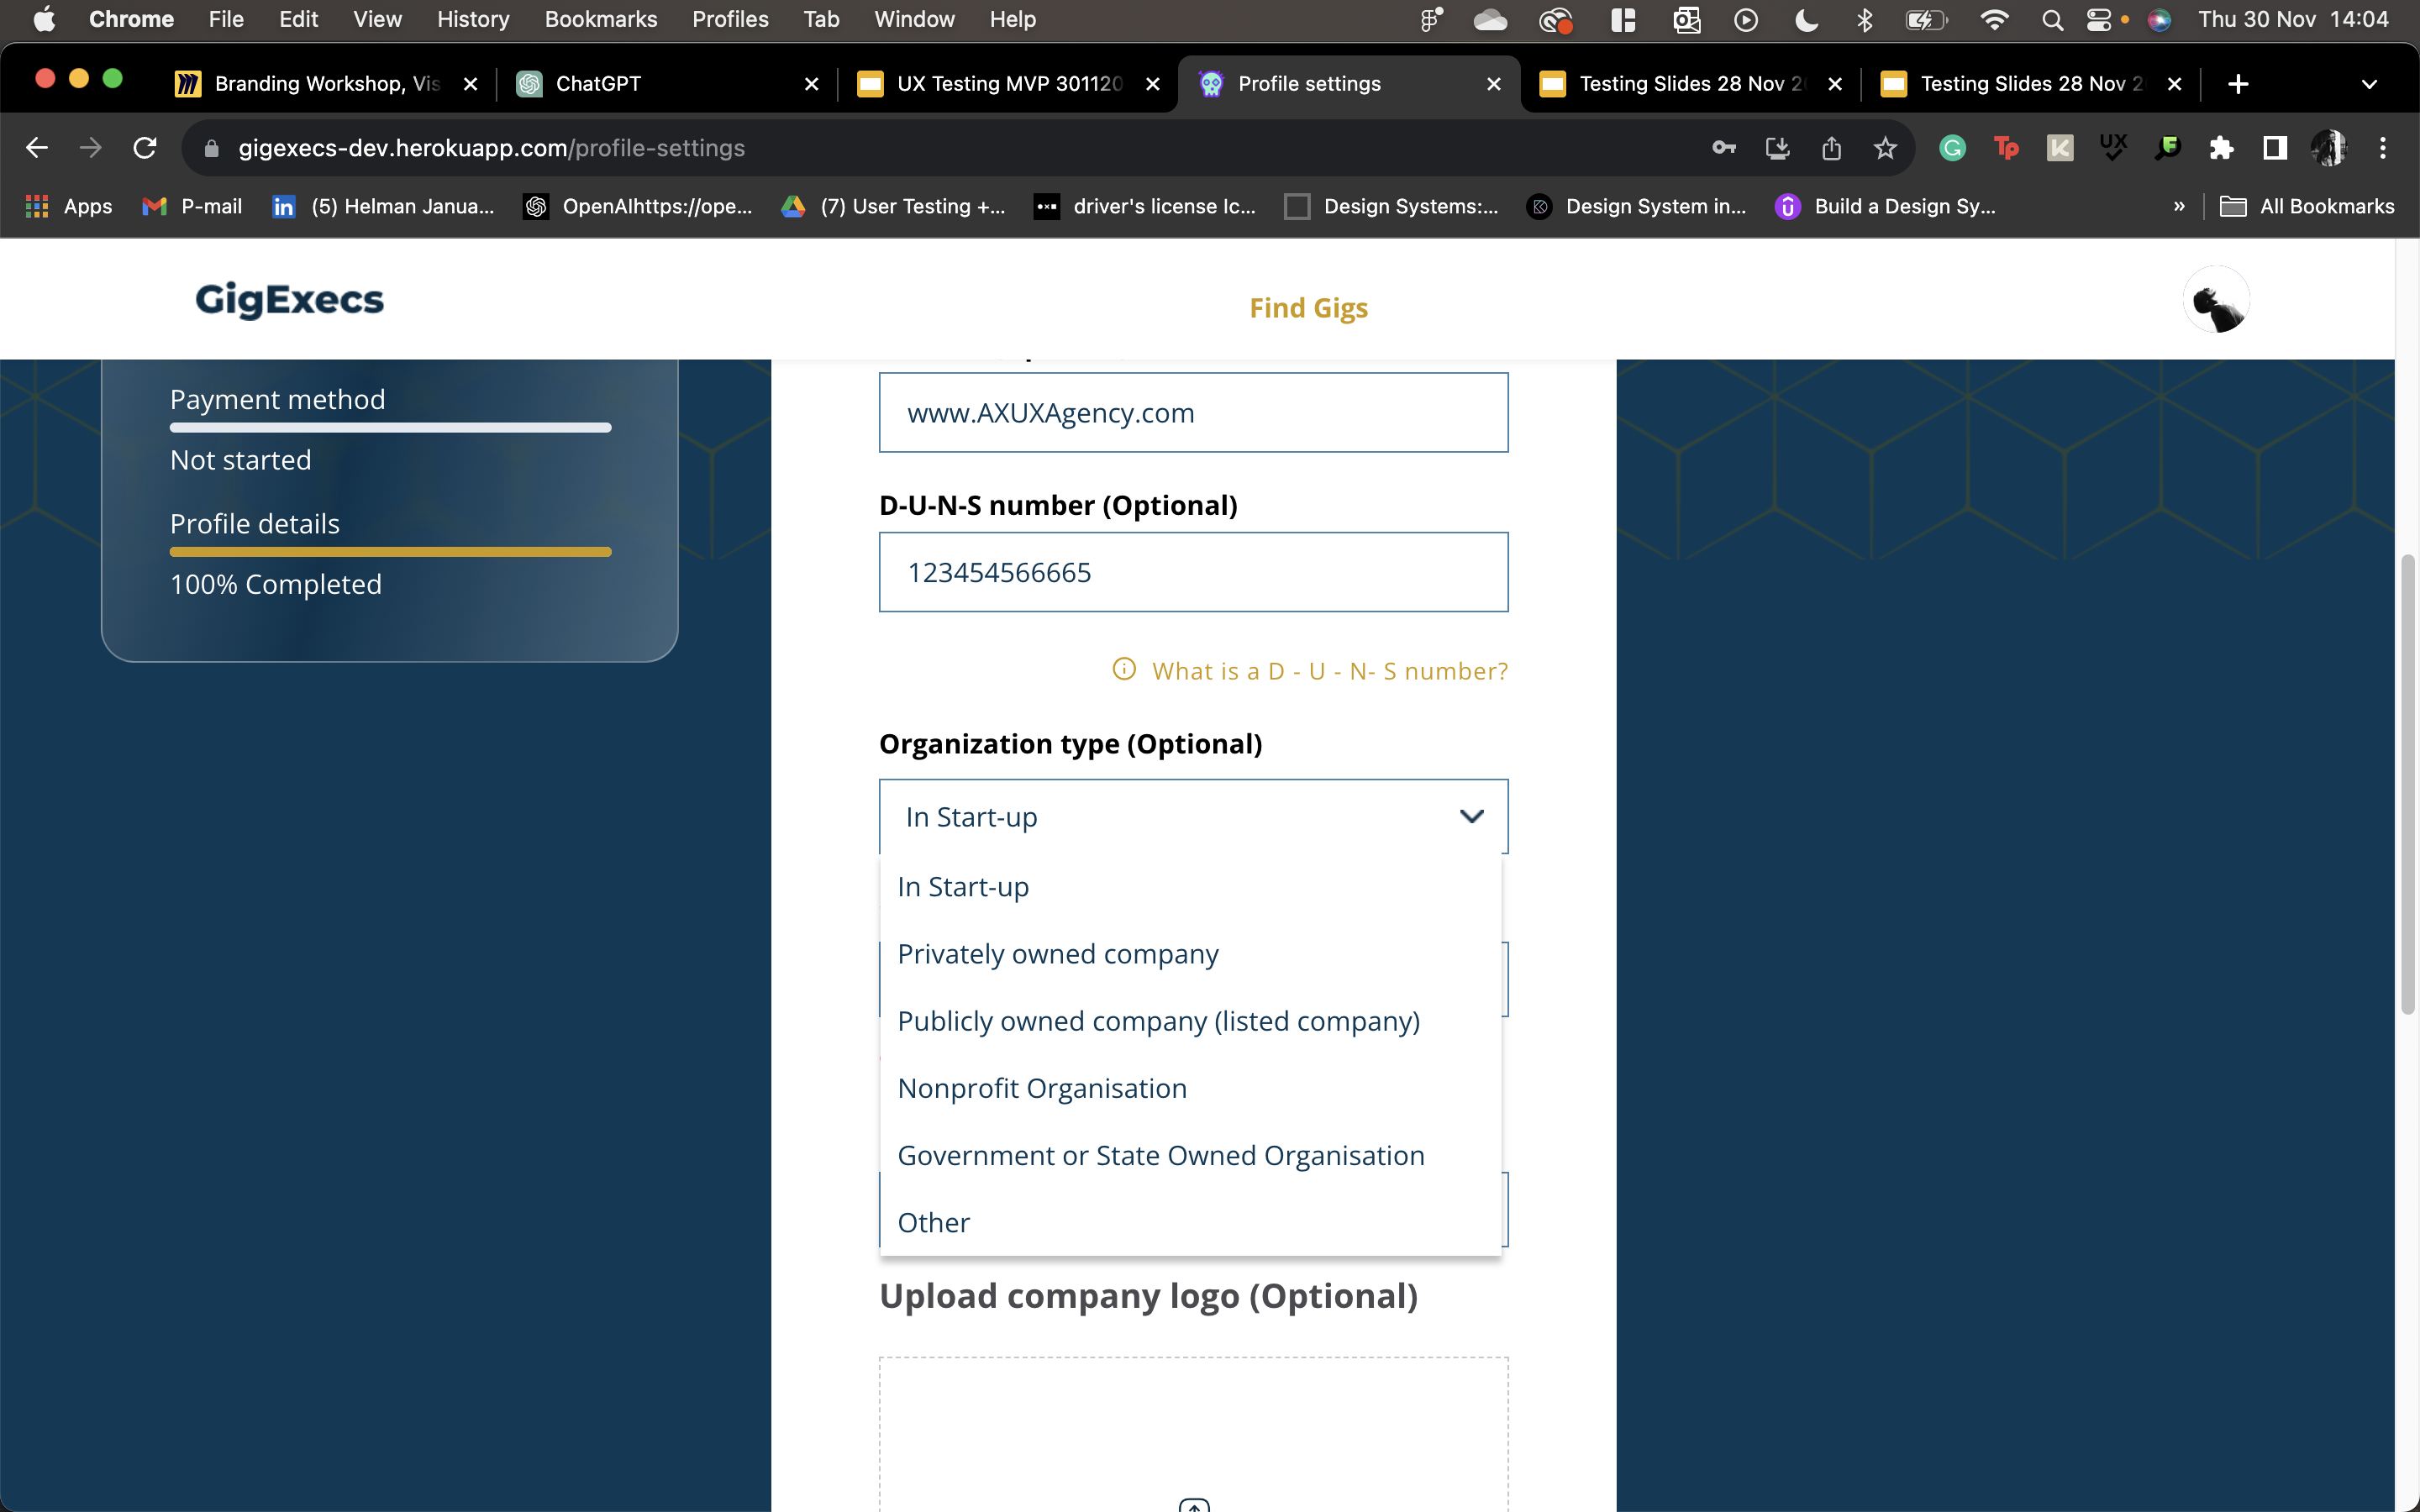 Chrome File Edit View History Bookmarks Profiles Tab Window Help Thu 30 Nov 14:04
Branding Workshop, Vis ChatGPT UX Testing MVP 301120 Profile settings Testing Slides 28 Nov 2 Testing Slides 28 Nov 2
gigexecs-dev.herokuapp.com/profile-settings
Apps P-mail (5) Helman Janua... OpenAIhttps://ope... (7) User Testing +... driver's license Ic... Design Systems:... Design System in... Build a Design Sy... » All Bookmarks
GigExecs
Find Gigs
Payment method
Not started
Profile details
100% Completed
www.AXUXAgency.com
D-U-N-S number (Optional)
123454566665
What is a D - U - N- S number?
Organization type (Optional)
In Start-up
In Start-up
Privately owned company
Publicly owned company (listed company)
Nonprofit Organisation
Government or State Owned Organisation
Other
Upload company logo (Optional)